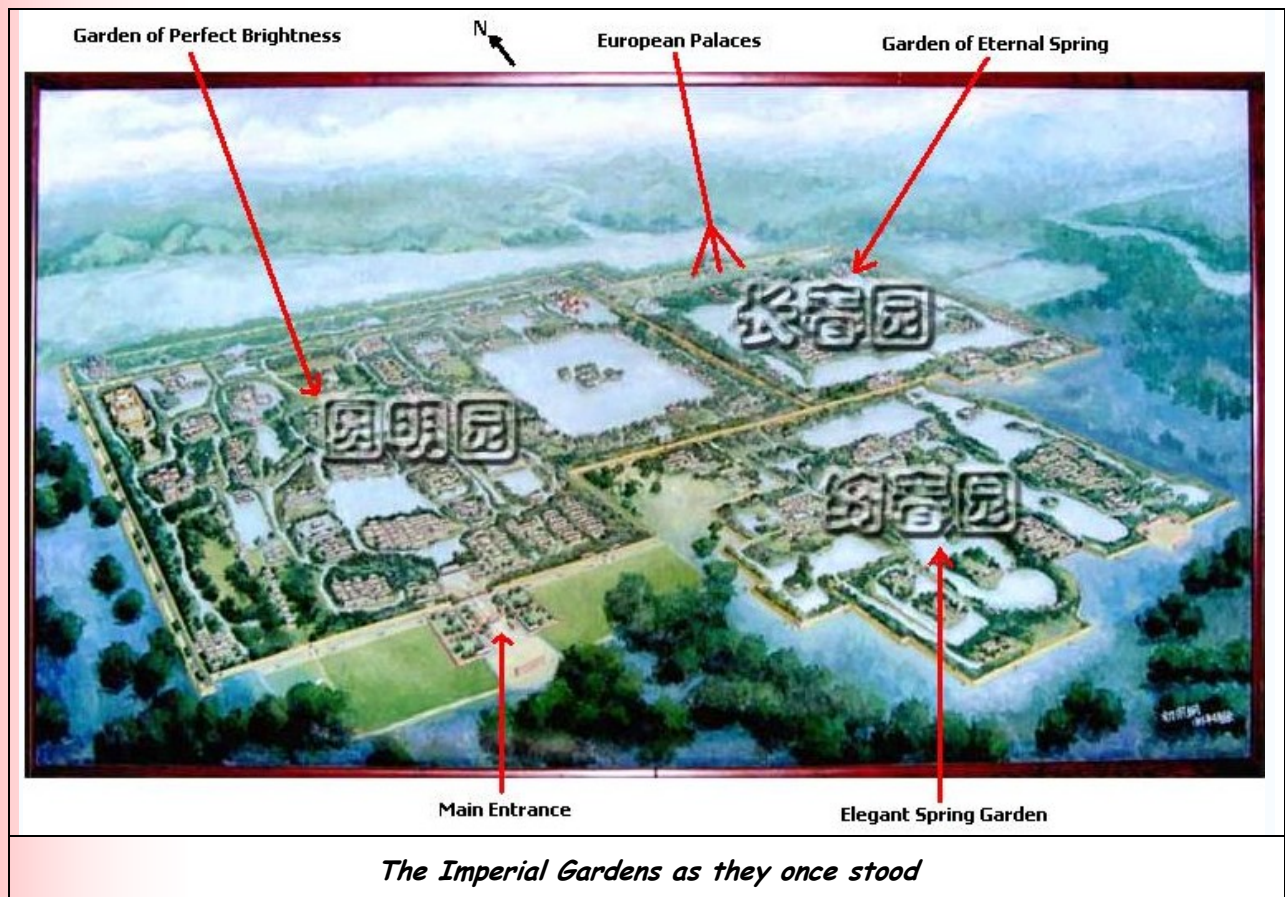 Garden of Perfect Brightness
N
European Palaces
Garden of Eternal Spring
长春园
圆明园
绮春园
Main Entrance
Elegant Spring Garden
The Imperial Gardens as they once stood